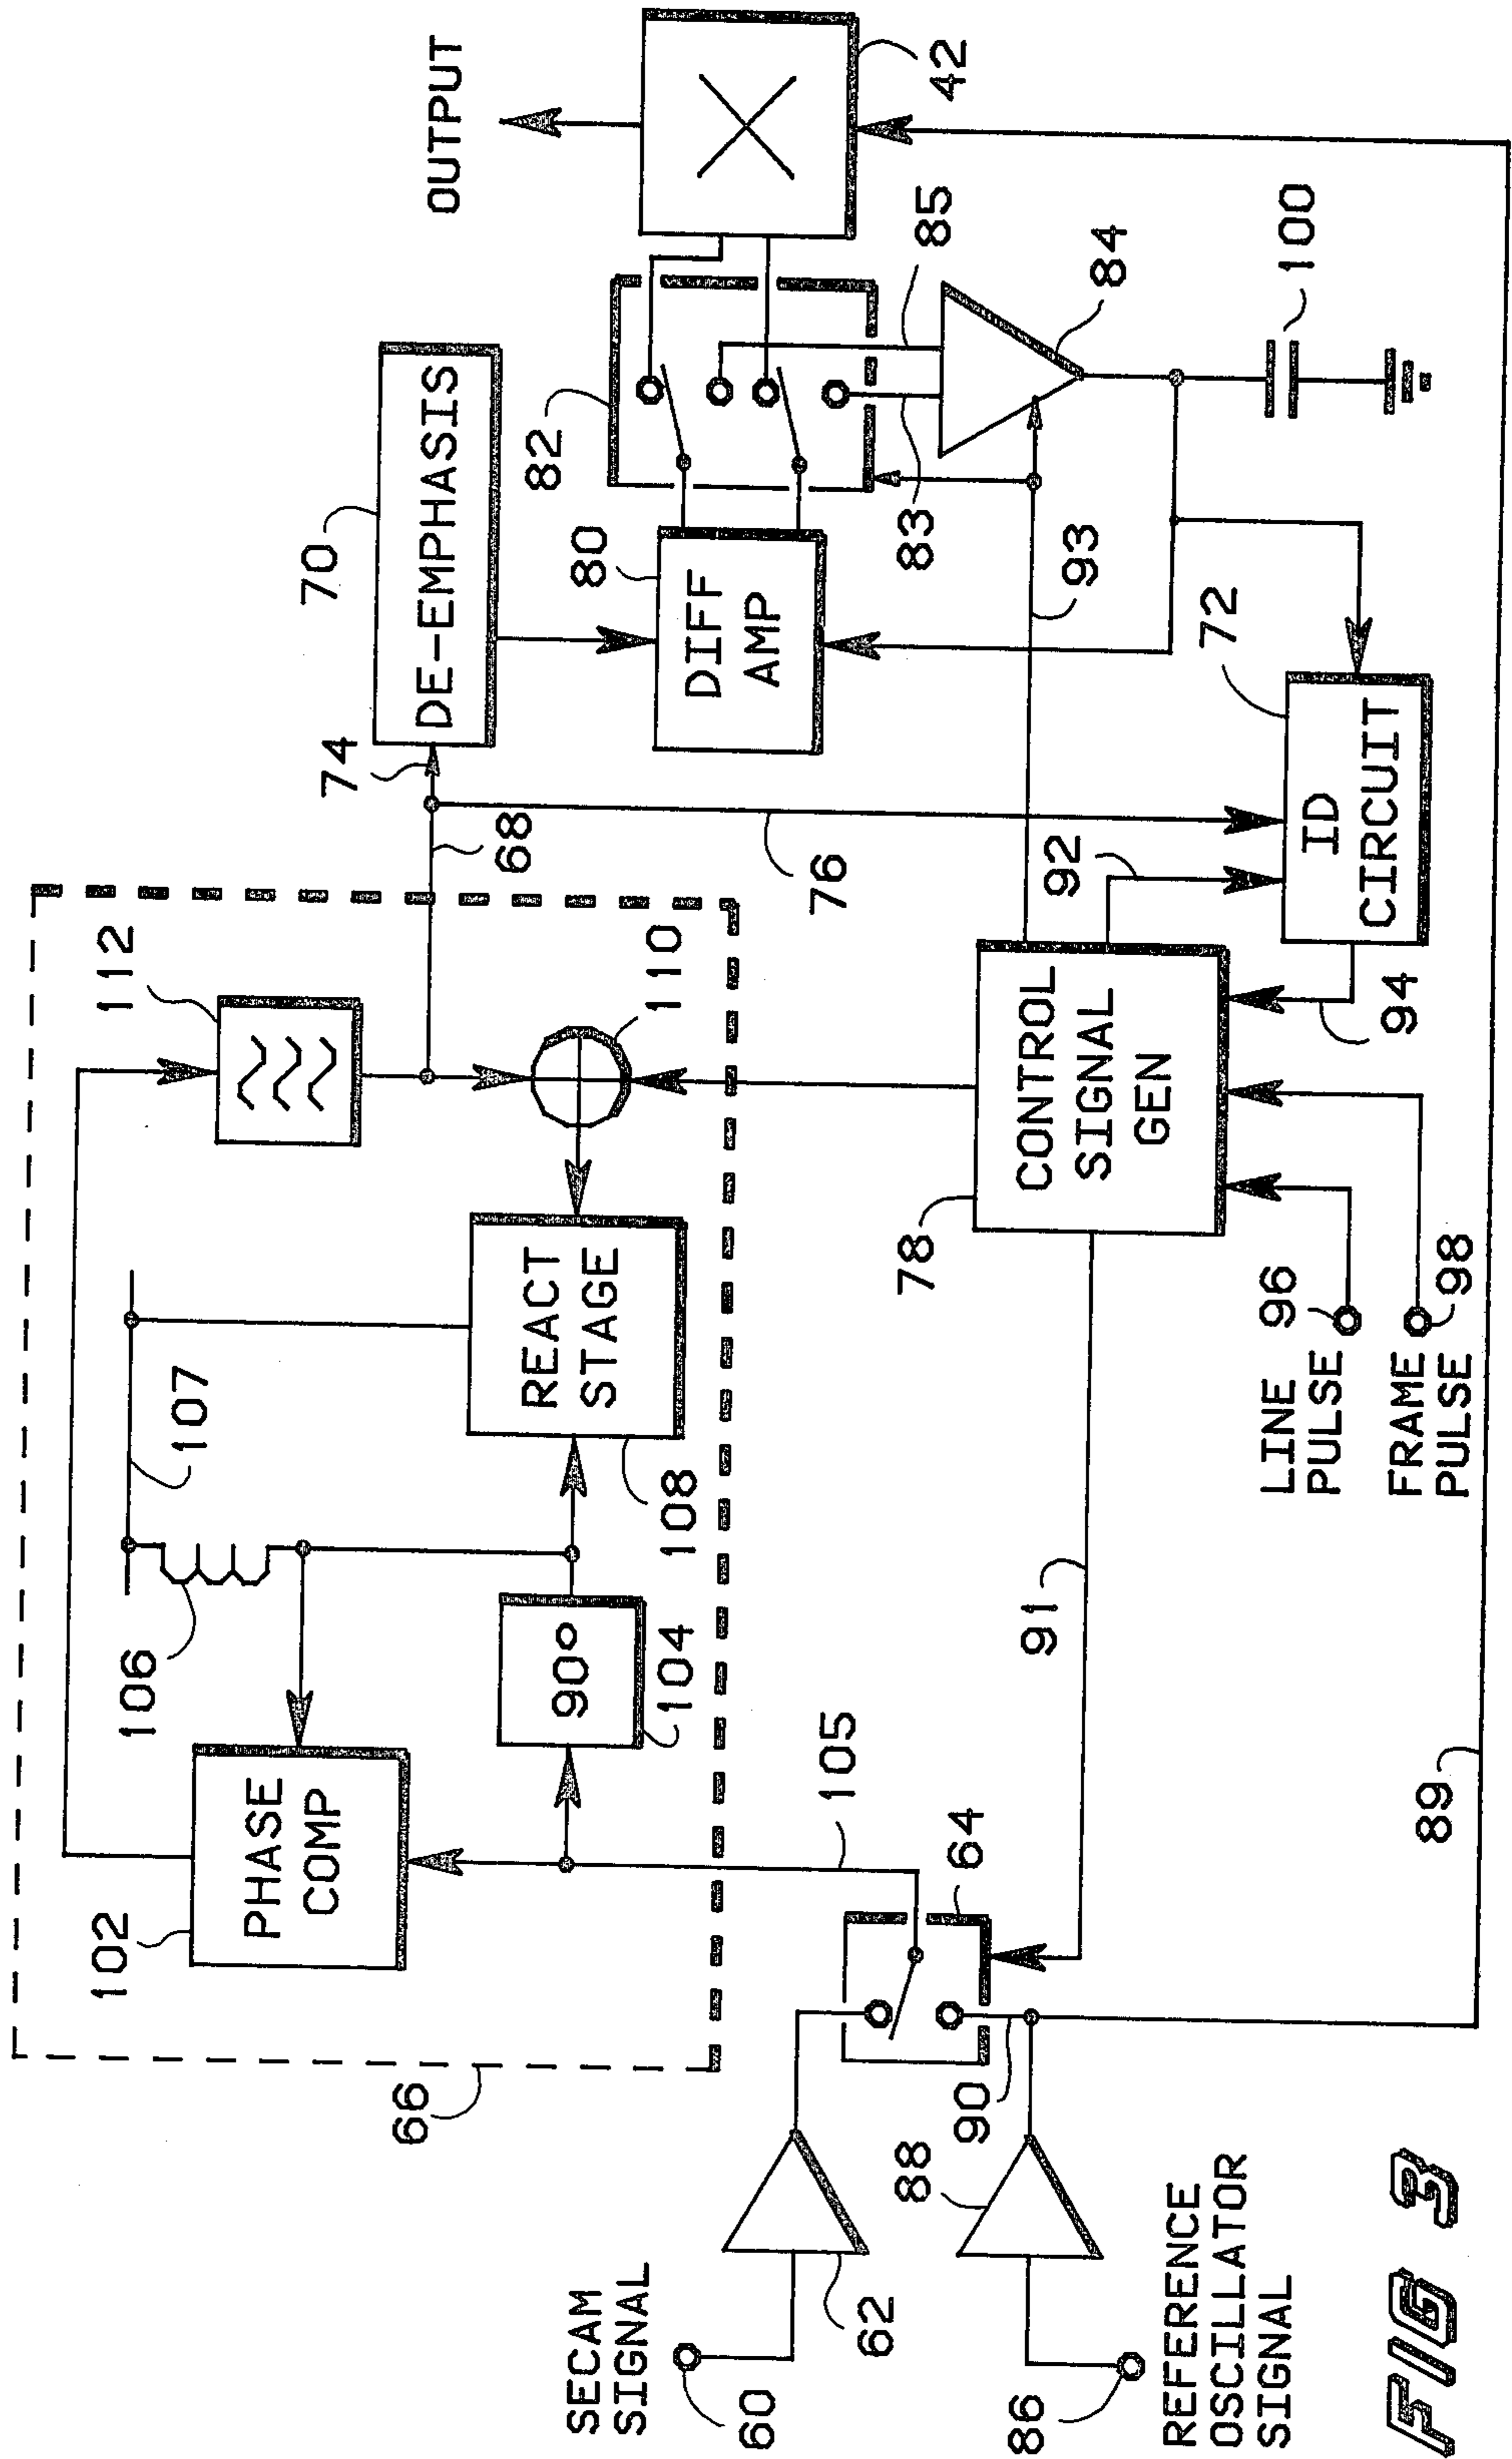 SECAM
SIGNAL
60
62
REFERENCE
OSCILLATOR
SIGNAL
86
88
90
64
105
66
102
PHASE
COMP
106
107
90°
104
REACT
STAGE
108
112
110
68
74
70
DE-EMPHASIS
76
80
DIFF
AMP
82
83
85
84
100
42
OUTPUT
93
92
72
ID
CIRCUIT
94
78
CONTROL
SIGNAL
GEN
91
LINE
PULSE
96
FRAME
PULSE
98
89
FIG 3